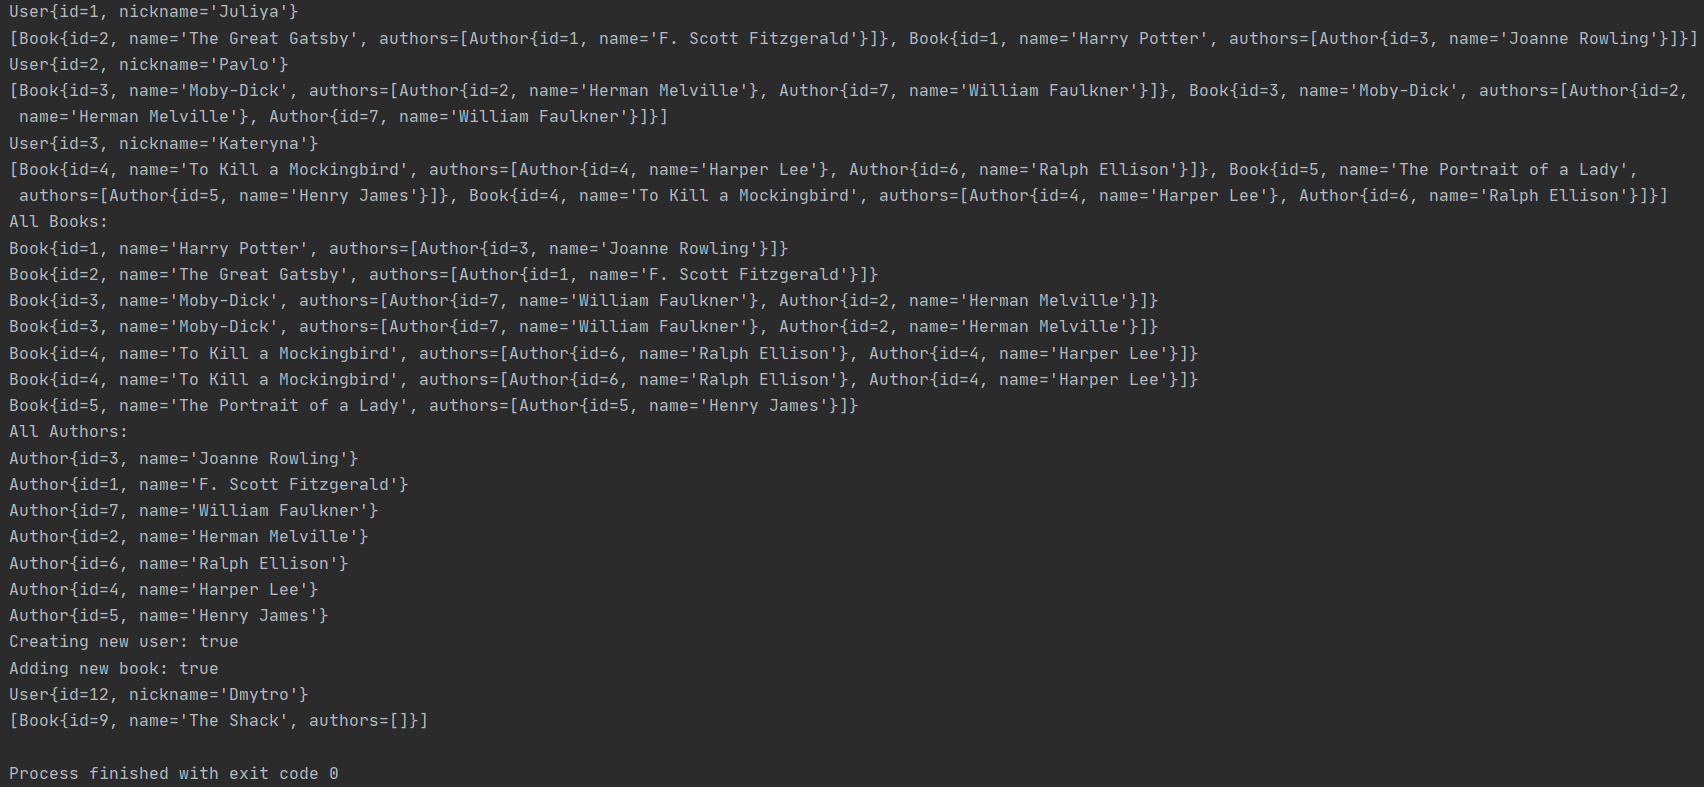 User{id=1, nickname='Juliya'}
[Book{id=2, name='The Great Gatsby', authors=[Author{id=1, name='F. Scott Fitzgerald'}]}, Book{id=1, name='Harry Potter', authors=[Author{id=3, name='Joanne Rowling'}]}]
User{id=2, nickname='Pavlo'}
[Book{id=3, name='Moby-Dick', authors=[Author{id=2, name='Herman Melville'}, Author{id=7, name='William Faulkner'}]}, Book{id=3, name='Moby-Dick', authors=[Author{id=2,
 name='Herman Melville'}, Author{id=7, name='William Faulkner'}]}]
User{id=3, nickname='Kateryna'}
[Book{id=4, name='To Kill a Mockingbird', authors=[Author{id=4, name='Harper Lee'}, Author{id=6, name='Ralph Ellison'}]}, Book{id=5, name='The Portrait of a Lady',
 authors=[Author{id=5, name='Henry James'}]}, Book{id=4, name='To Kill a Mockingbird', authors=[Author{id=4, name='Harper Lee'}, Author{id=6, name='Ralph Ellison'}]}]
All Books:
Book{id=1, name='Harry Potter', authors=[Author{id=3, name='Joanne Rowling'}]}
Book{id=2, name='The Great Gatsby', authors=[Author{id=1, name='F. Scott Fitzgerald'}]}
Book{id=3, name='Moby-Dick', authors=[Author{id=7, name='William Faulkner'}, Author{id=2, name='Herman Melville'}]}
Book{id=3, name='Moby-Dick', authors=[Author{id=7, name='William Faulkner'}, Author{id=2, name='Herman Melville'}]}
Book{id=4, name='To Kill a Mockingbird', authors=[Author{id=6, name='Ralph Ellison'}, Author{id=4, name='Harper Lee'}]}
Book{id=4, name='To Kill a Mockingbird', authors=[Author{id=6, name='Ralph Ellison'}, Author{id=4, name='Harper Lee'}]}
Book{id=5, name='The Portrait of a Lady', authors=[Author{id=5, name='Henry James'}]}
All Authors:
Author{id=3, name='Joanne Rowling'}
Author{id=1, name='F. Scott Fitzgerald'}
Author{id=7, name='William Faulkner'}
Author{id=2, name='Herman Melville'}
Author{id=6, name='Ralph Ellison'}
Author{id=4, name='Harper Lee'}
Author{id=5, name='Henry James'}
Creating new user: true
Adding new book: true
User{id=12, nickname='Dmytro'}
[Book{id=9, name='The Shack', authors=[]}]

Process finished with exit code 0